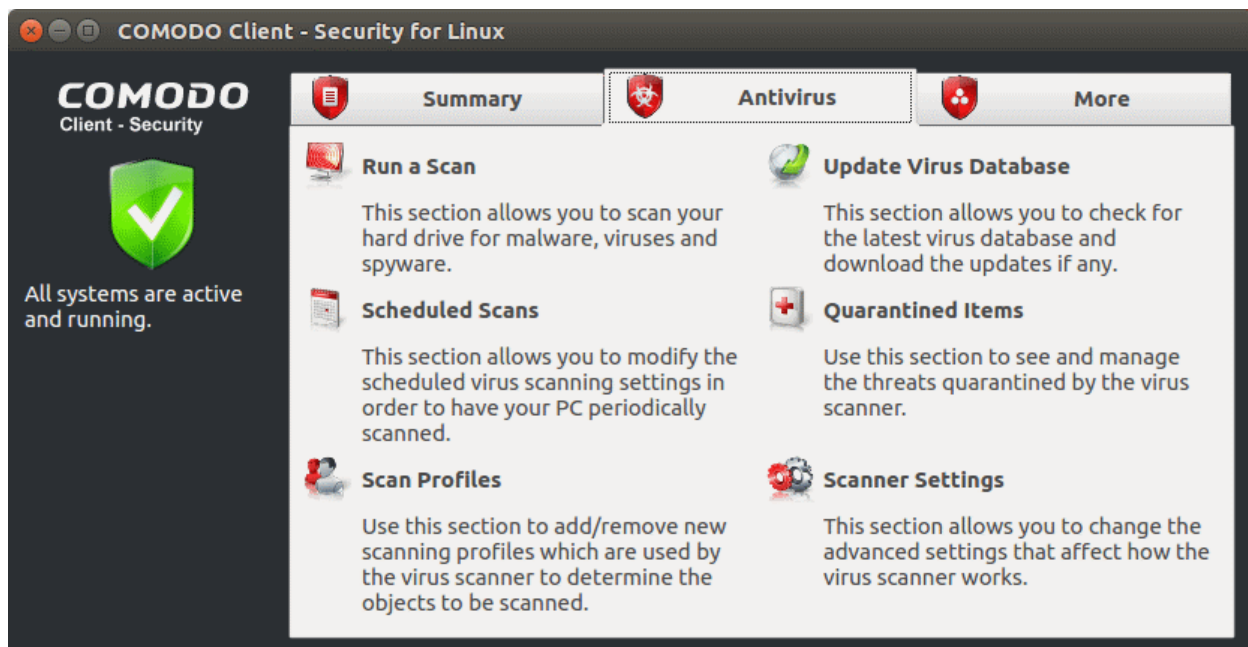 COMODO Client - Security for Linux
COMODO
Client - Security
All systems are active
and running.
Summary
Antivirus
More
Run a Scan
This section allows you to scan your
hard drive for malware, viruses and
spyware.
Update Virus Database
This section allows you to check for
the latest virus database and
download the updates if any.
Scheduled Scans
This section allows you to modify the
scheduled virus scanning settings in
order to have your PC periodically
scanned.
Quarantined Items
Use this section to see and manage
the threats quarantined by the virus
scanner.
Scan Profiles
Use this section to add/remove new
scanning profiles which are used by
the virus scanner to determine the
objects to be scanned.
Scanner Settings
This section allows you to change the
advanced settings that affect how the
virus scanner works.